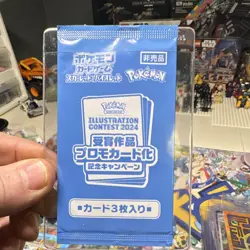 ポケモン
カードゲーム
スカーレット&バイオレット
非売品
Pokémon
Pokémon
ILLUSTRATION
CONTEST 2024
受賞作品
プロモカード化
記念キャンペーン
■カード3枚入り■